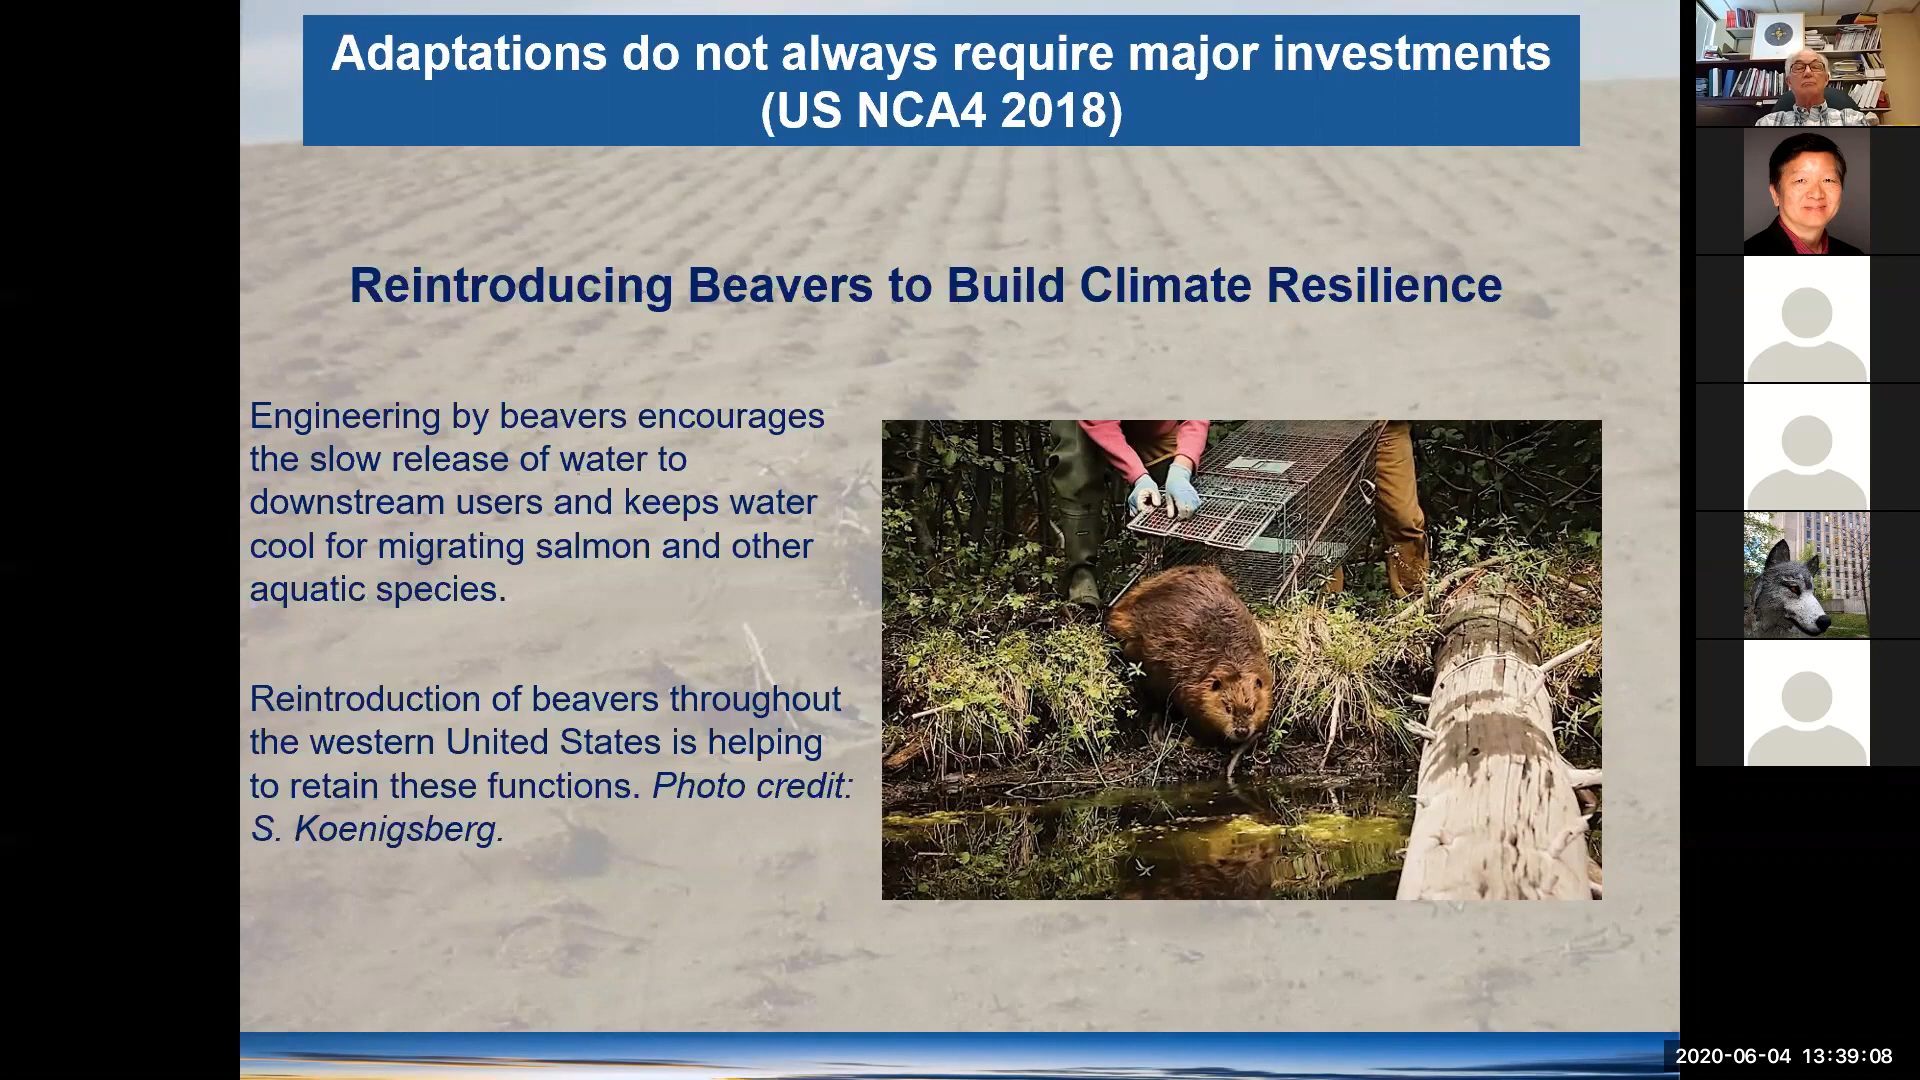 Adaptations do not always require major investments
(US NCA4 2018)
Reintroducing Beavers to Build Climate Resilience
Engineering by beavers encourages
the slow release of water to
downstream users and keeps water
cool for migrating salmon and other
aquatic species.
Reintroduction of beavers throughout
the western United States is helping
to retain these functions. Photo credit:
S. Koenigsberg.
2020-06-04 13:39:08